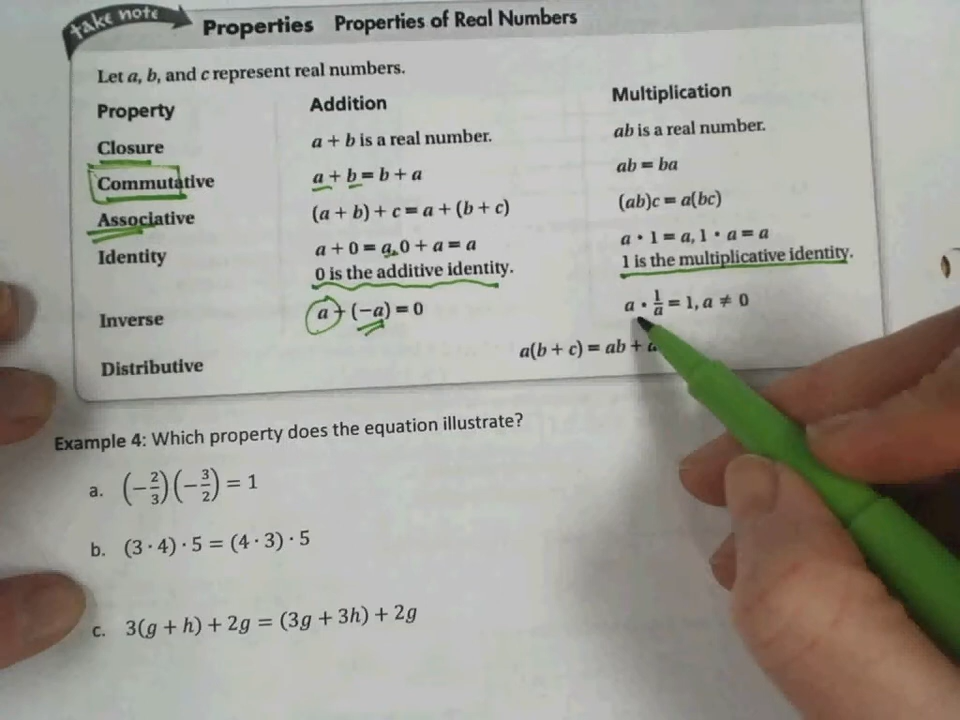 take note
Properties Properties of Real Numbers
Let a, b, and c represent real numbers.
Property Addition Multiplication
Closure a + b is a real number. ab is a real number.
Commutative a + b = b + a ab = ba
Associative (a + b) + c = a + (b + c) (ab)c = a(bc)
Identity a + 0 = a, 0 + a = a a • 1 = a, 1 • a = a
0 is the additive identity. 1 is the multiplicative identity.
Inverse a + (−a) = 0 a • 1/a = 1, a ≠ 0
Distributive a(b + c) = ab +
Example 4: Which property does the equation illustrate?
a. (−2/3)(−3/2) = 1
b. (3 · 4) · 5 = (4 · 3) · 5
c. 3(g + h) + 2g = (3g + 3h) + 2g